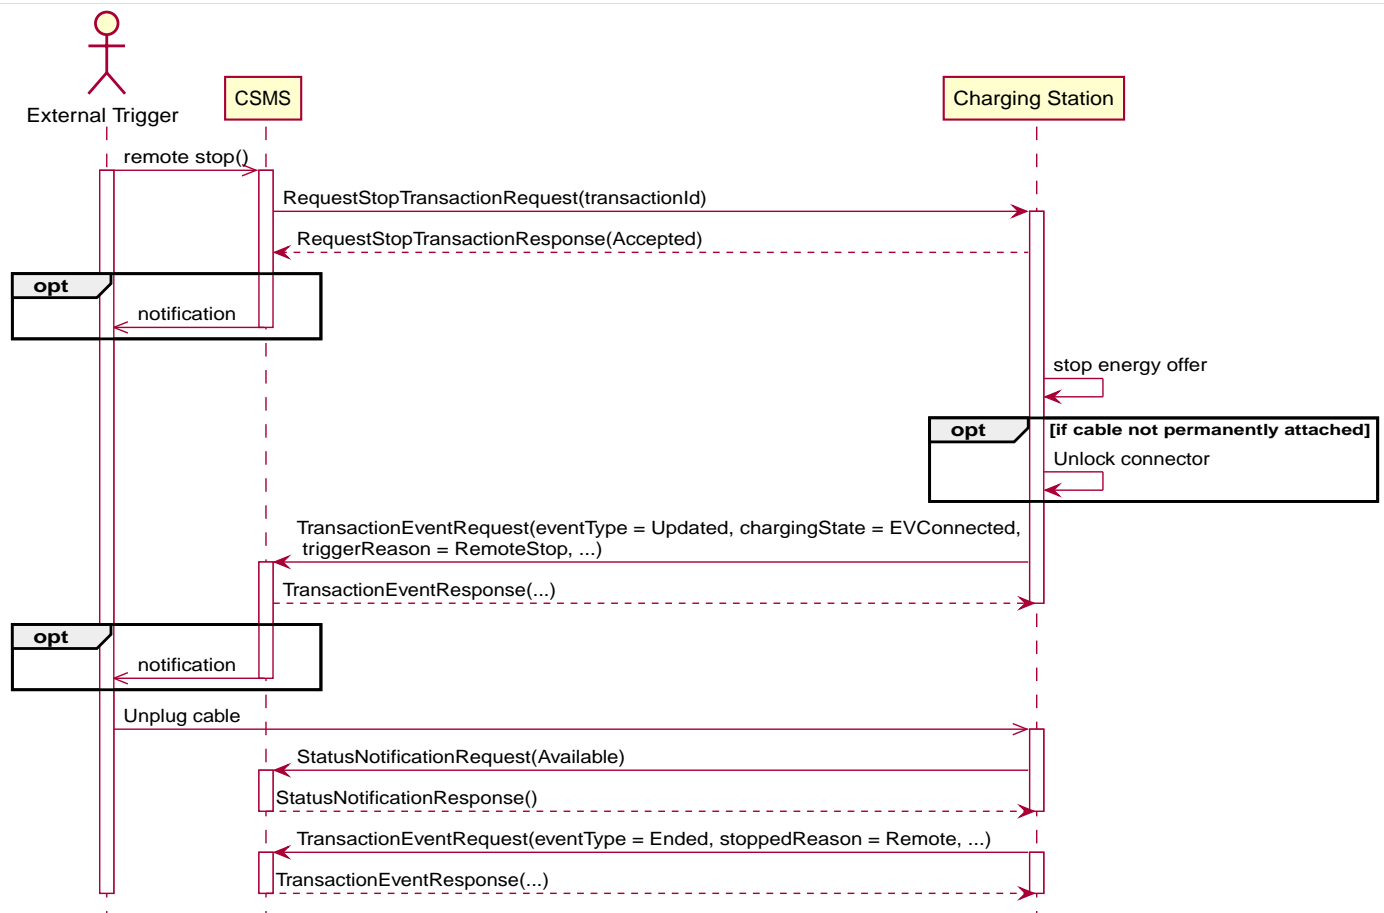 External Trigger
CSMS
Charging Station
remote stop()
RequestStopTransactionRequest(transactionId)
RequestStopTransactionResponse(Accepted)
opt
notification
stop energy offer
opt
[if cable not permanently attached]
Unlock connector
TransactionEventRequest(eventType = Updated, chargingState = EVConnected,
triggerReason = RemoteStop, ...)
TransactionEventResponse(...)
opt
notification
Unplug cable
StatusNotificationRequest(Available)
StatusNotificationResponse()
TransactionEventRequest(eventType = Ended, stoppedReason = Remote, ...)
TransactionEventResponse(...)